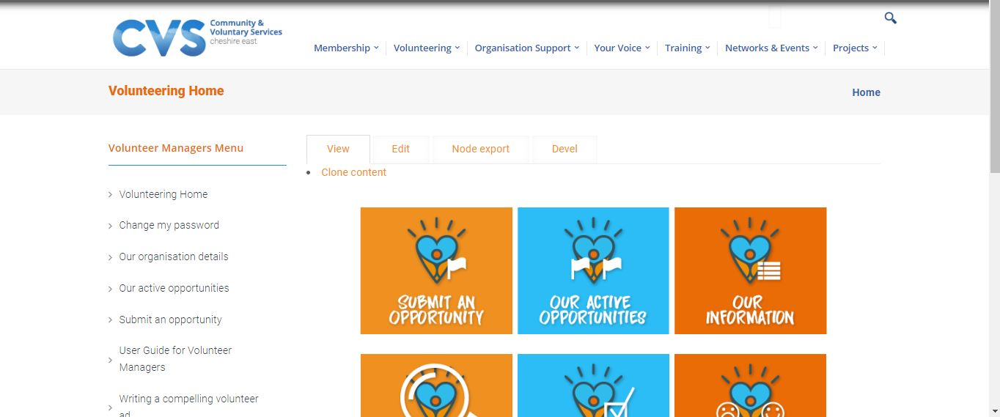 CVS
Community &
Voluntary Services
cheshire east
Membership
Volunteering
Organisation Support
Your Voice
Training
Networks & Events
Projects
Volunteering Home
Home
Volunteer Managers Menu
Volunteering Home
Change my password
Our organisation details
Our active opportunities
Submit an opportunity
User Guide for Volunteer
Managers
Writing a compelling volunteer
ad
View
Edit
Node export
Devel
Clone content
SUBMIT AN
OPPORTUNITY
OUR ACTIVE
OPPORTUNITIES
OUR
INFORMATION